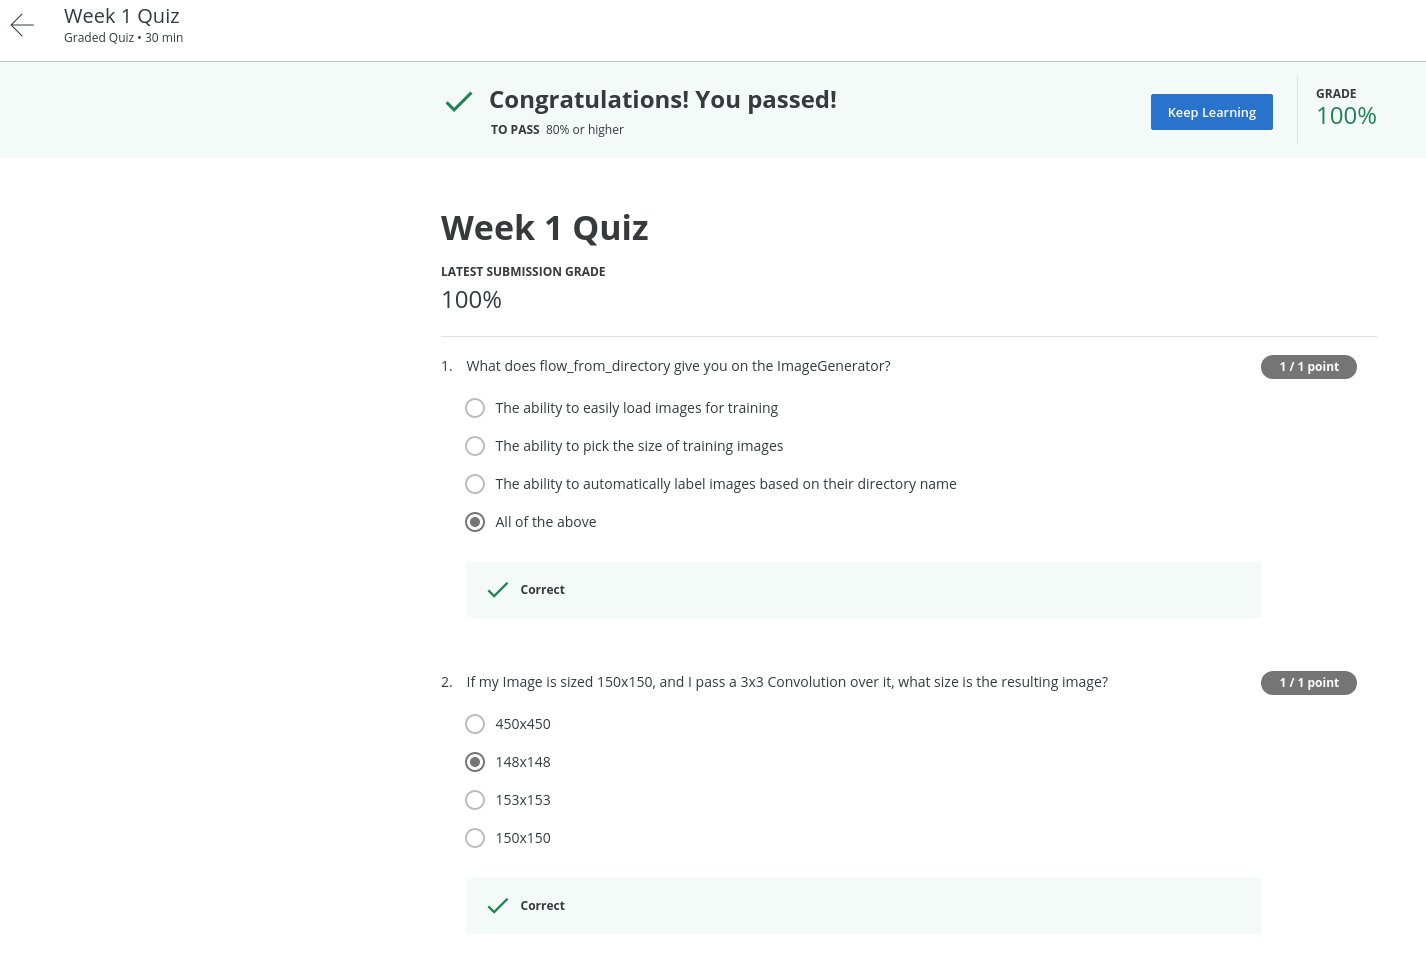 Week 1 Quiz
Graded Quiz • 30 min
Congratulations! You passed!
TO PASS 80% or higher
Keep Learning
GRADE
100%
Week 1 Quiz
LATEST SUBMISSION GRADE
100%
1. What does flow_from_directory give you on the ImageGenerator?
1 / 1 point
The ability to easily load images for training
The ability to pick the size of training images
The ability to automatically label images based on their directory name
All of the above
Correct
2. If my Image is sized 150x150, and I pass a 3x3 Convolution over it, what size is the resulting image?
1 / 1 point
450x450
148x148
153x153
150x150
Correct